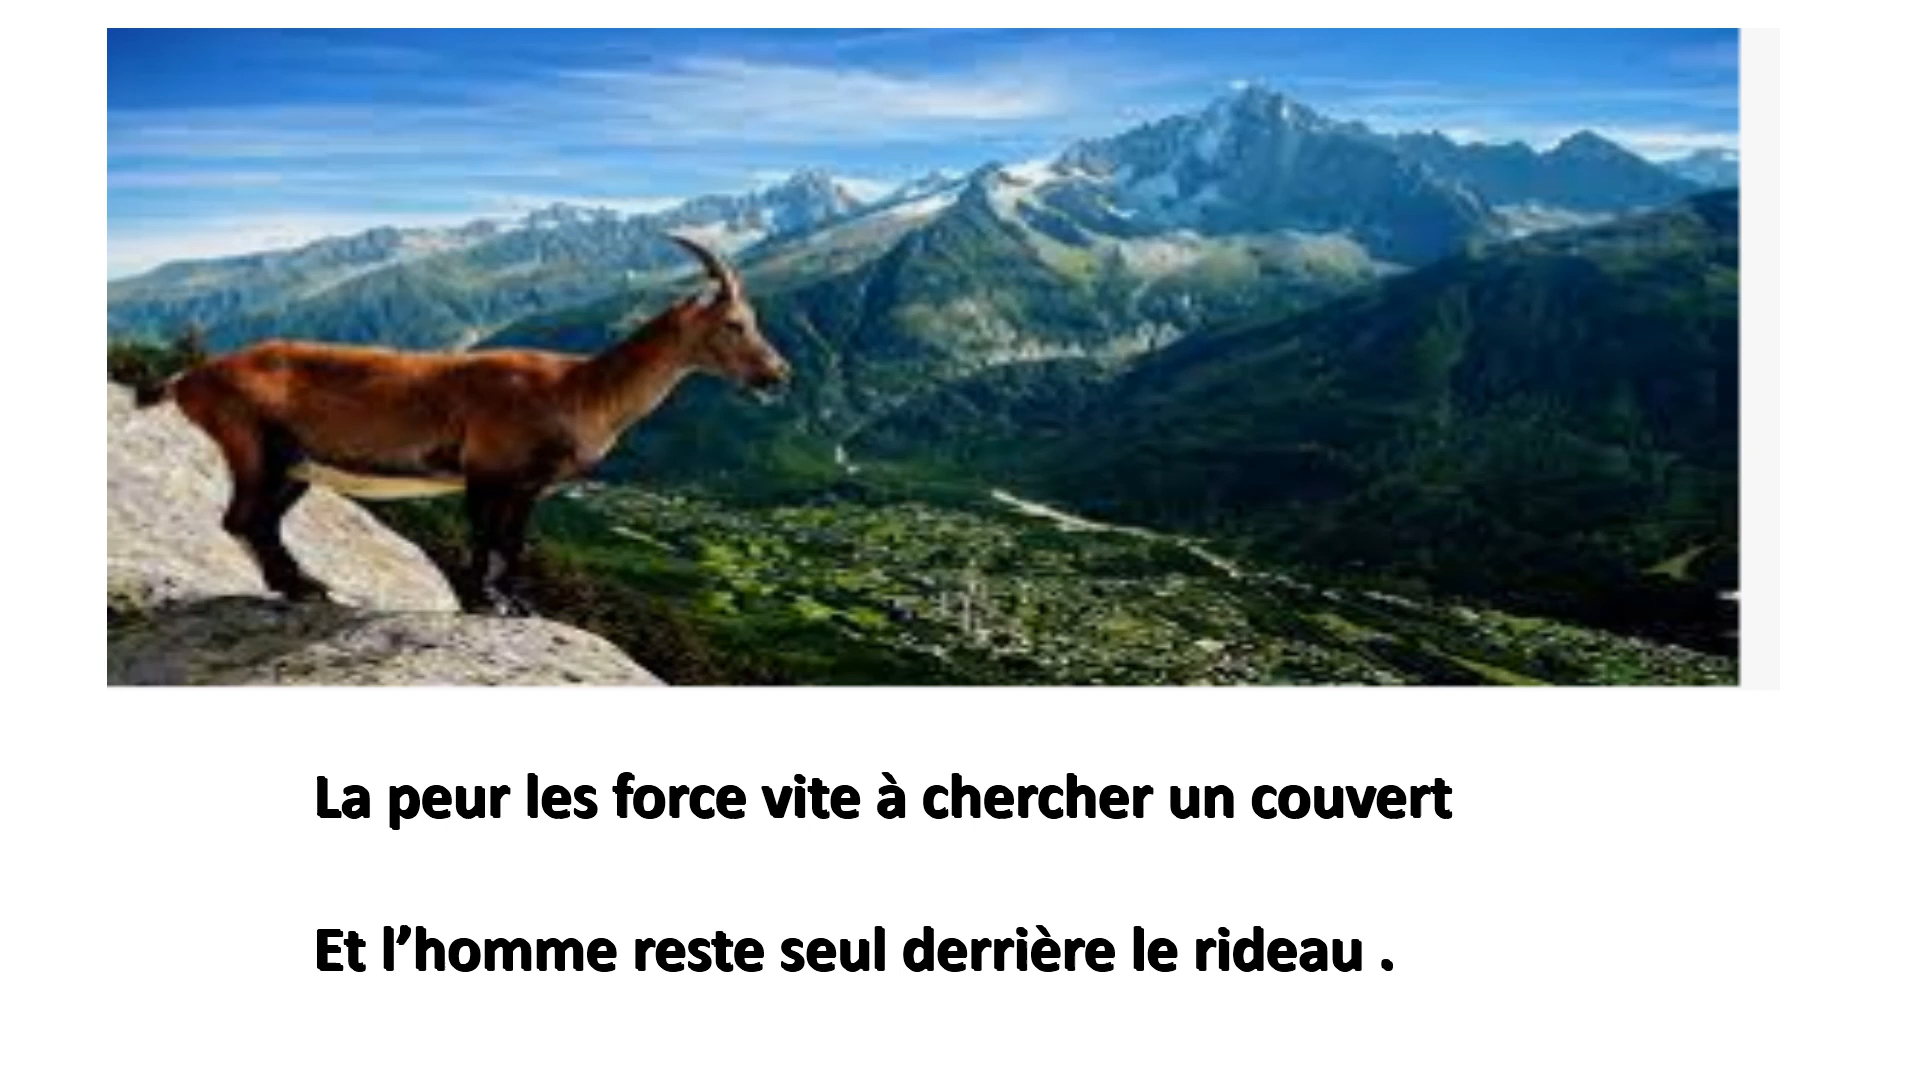 La peur les force vite à chercher un couvert
Et l’homme reste seul derrière le rideau .